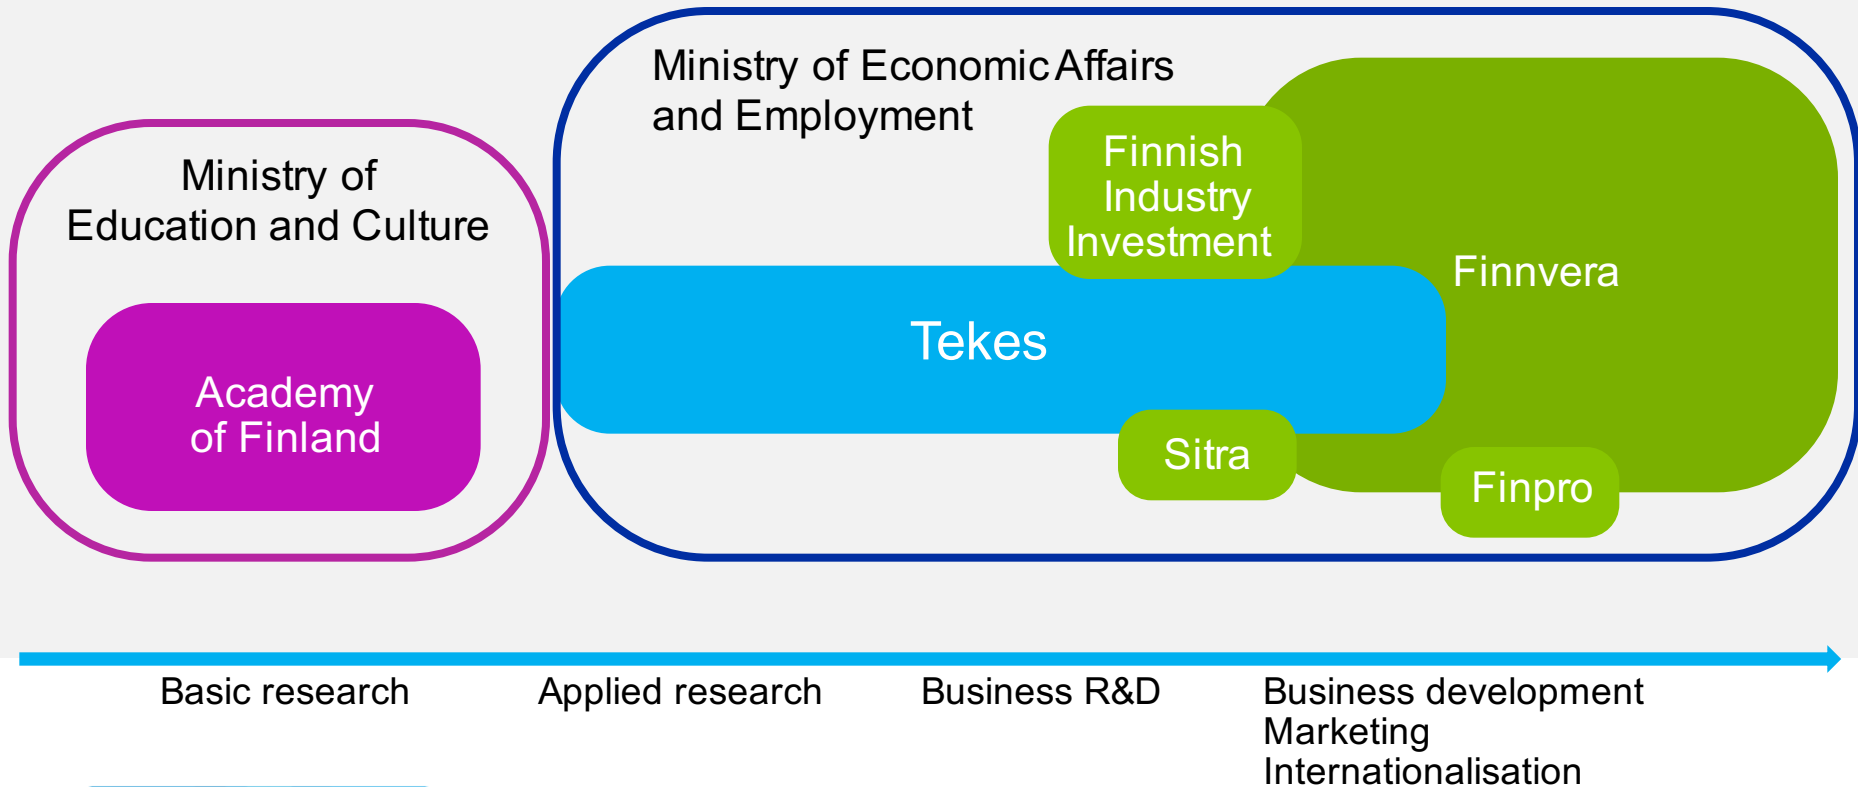 Ministry of Economic Affairs
and Employment
Ministry of
Education and Culture
Finnish
Industry
Investment
Finnvera
Tekes
Academy
of Finland
Sitra
Finpro
Basic research
Applied research
Business R&D
Business development
Marketing
Internationalisation